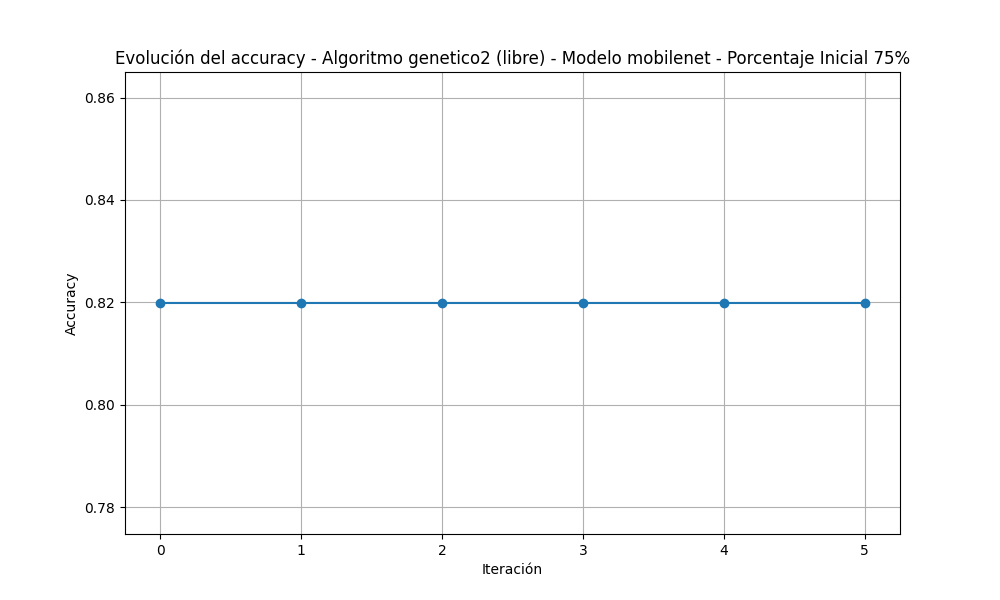 Evolución del accuracy - Algoritmo genetico2 (libre) - Modelo mobilenet - Porcentaje Inicial 75%
0.86
0.84
0.82
0.80
0.78
Accuracy
0 1 2 3 4 5
Iteración